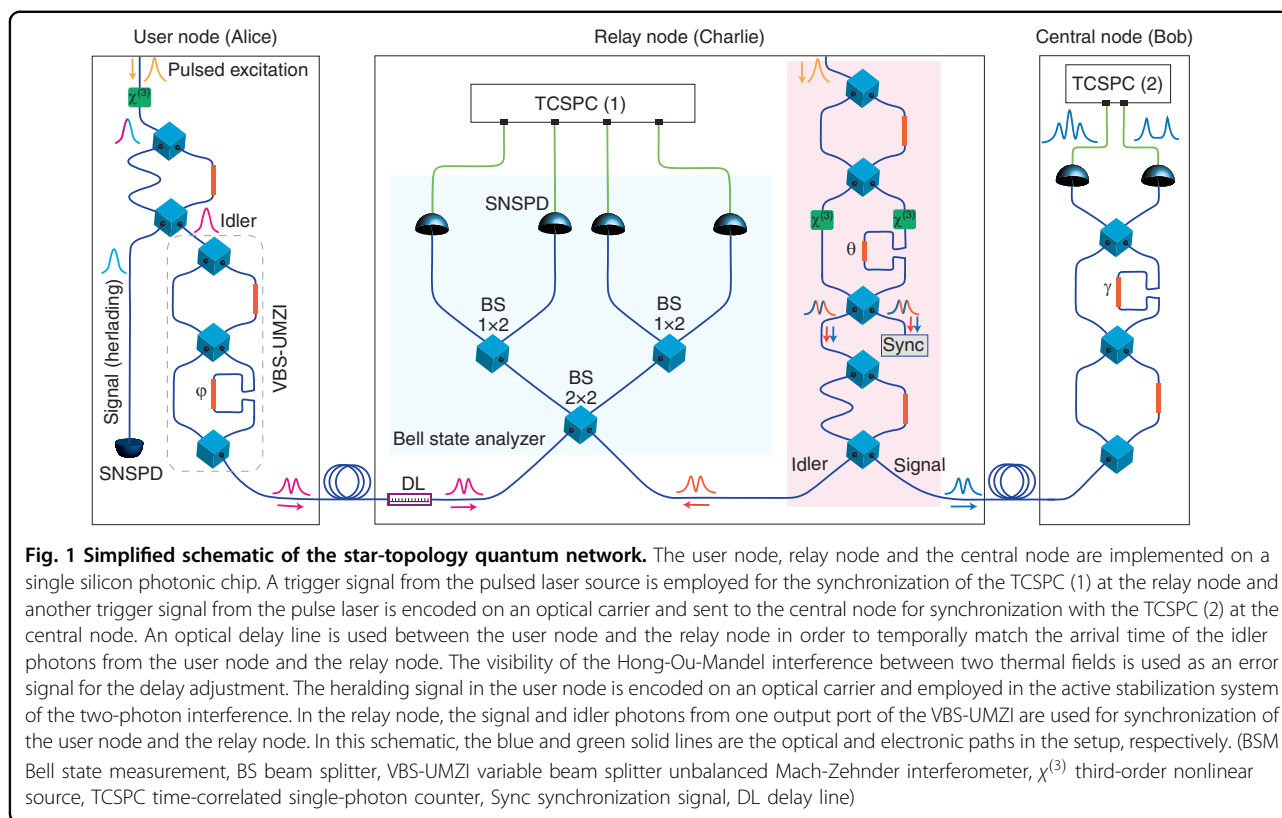 User node (Alice)
Relay node (Charlie)
Central node (Bob)
Pulsed excitation
χ(3)
Idler
Signal (herlading)
VBS-UMZI
φ
SNSPD
TCSPC (1)
SNSPD
BS
1×2
BS
1×2
BS
2×2
Bell state analyzer
DL
χ(3)
χ(3)
θ
Sync
Idler
Signal
TCSPC (2)
γ
Fig. 1 Simplified schematic of the star-topology quantum network. The user node, relay node and the central node are implemented on a
single silicon photonic chip. A trigger signal from the pulsed laser source is employed for the synchronization of the TCSPC (1) at the relay node and
another trigger signal from the pulse laser is encoded on an optical carrier and sent to the central node for synchronization with the TCSPC (2) at the
central node. An optical delay line is used between the user node and the relay node in order to temporally match the arrival time of the idler
photons from the user node and the relay node. The visibility of the Hong-Ou-Mandel interference between two thermal fields is used as an error
signal for the delay adjustment. The heralding signal in the user node is encoded on an optical carrier and employed in the active stabilization system
of the two-photon interference. In the relay node, the signal and idler photons from one output port of the VBS-UMZI are used for synchronization of
the user node and the relay node. In this schematic, the blue and green solid lines are the optical and electronic paths in the setup, respectively. (BSM
Bell state measurement, BS beam splitter, VBS-UMZI variable beam splitter unbalanced Mach-Zehnder interferometer, χ(3) third-order nonlinear
source, TCSPC time-correlated single-photon counter, Sync synchronization signal, DL delay line)